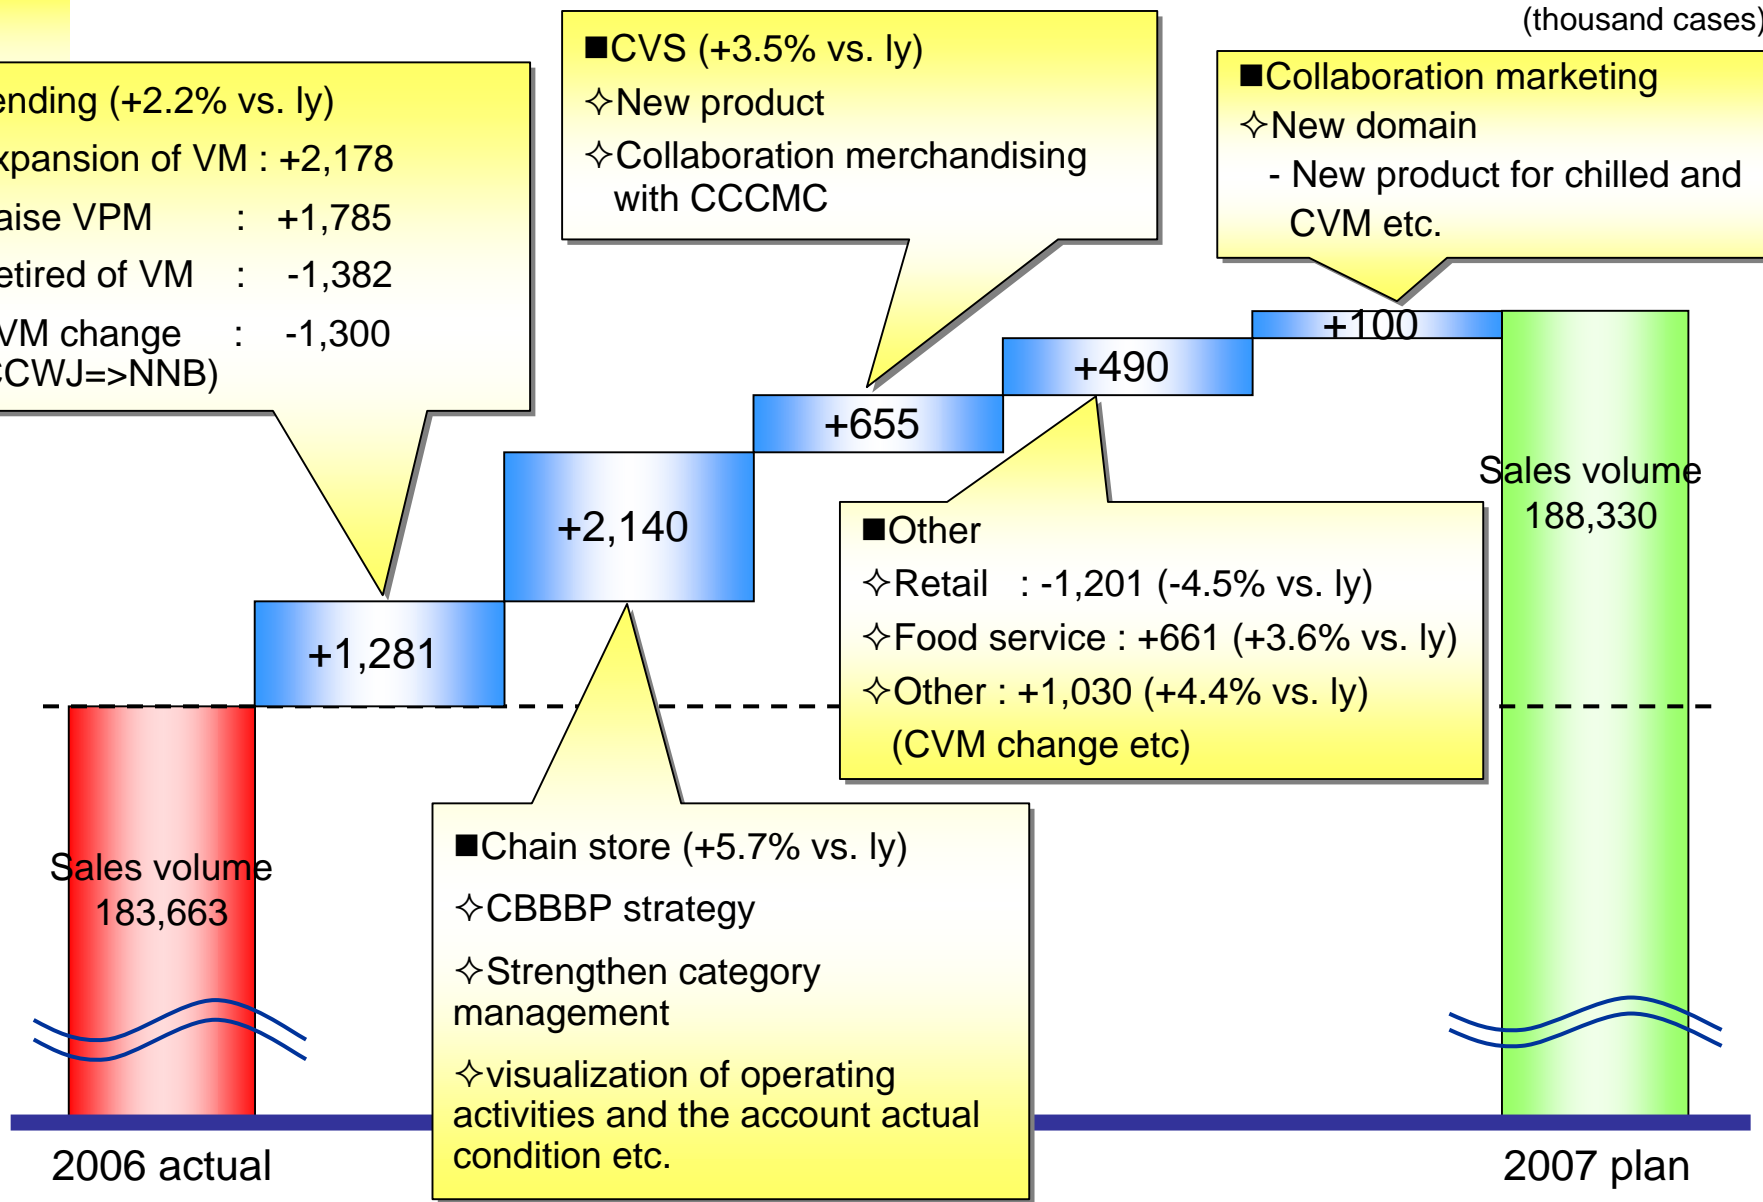 (thousand cases)
ending (+2.2% vs. ly)
xpansion of VM : +2,178
aise VPM : +1,785
etired of VM : -1,382
VM change : -1,300
CCWJ=>NNB)
■CVS (+3.5% vs. ly)
✧New product
✧Collaboration merchandising
with CCCMC
■Collaboration marketing
✧New domain
- New product for chilled and
CVM etc.
+100
+490
+655
+2,140
+1,281
Sales volume
188,330
■Other
✧Retail : -1,201 (-4.5% vs. ly)
✧Food service : +661 (+3.6% vs. ly)
✧Other : +1,030 (+4.4% vs. ly)
(CVM change etc)
Sales volume
183,663
■Chain store (+5.7% vs. ly)
✧CBBBP strategy
✧Strengthen category
management
✧visualization of operating
activities and the account actual
condition etc.
2006 actual
2007 plan